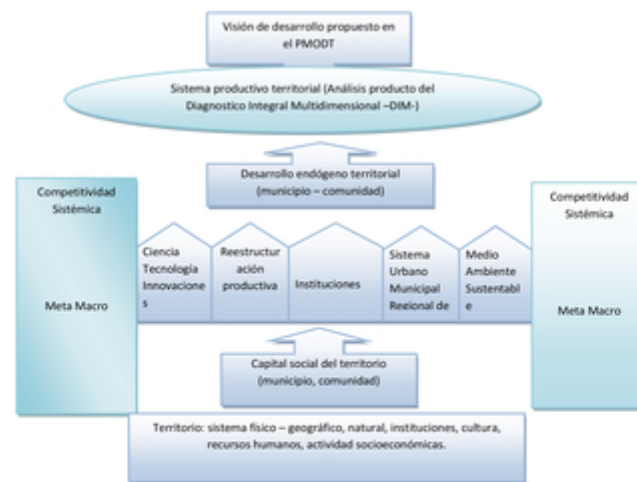 Visión de desarrollo propuesto en
el PMODT
Sistema productivo territorial (Análisis producto del
Diagnostico Integral Multidimensional –DIM-)
Desarrollo endógeno territorial
(municipio – comunidad)
Competitividad
Sistémica
Meta Macro
Ciencia
Tecnología
Innovacione
s
Reestructur
ación
productiva
Instituciones
Sistema
Urbano
Municipal
Regional de
Medio
Ambiente
Sustentabl
e
Competitividad
Sistémica
Meta Macro
Capital social del territorio
(municipio, comunidad)
Territorio: sistema físico – geográfico, natural, instituciones, cultura,
recursos humanos, actividad socioeconómicas.